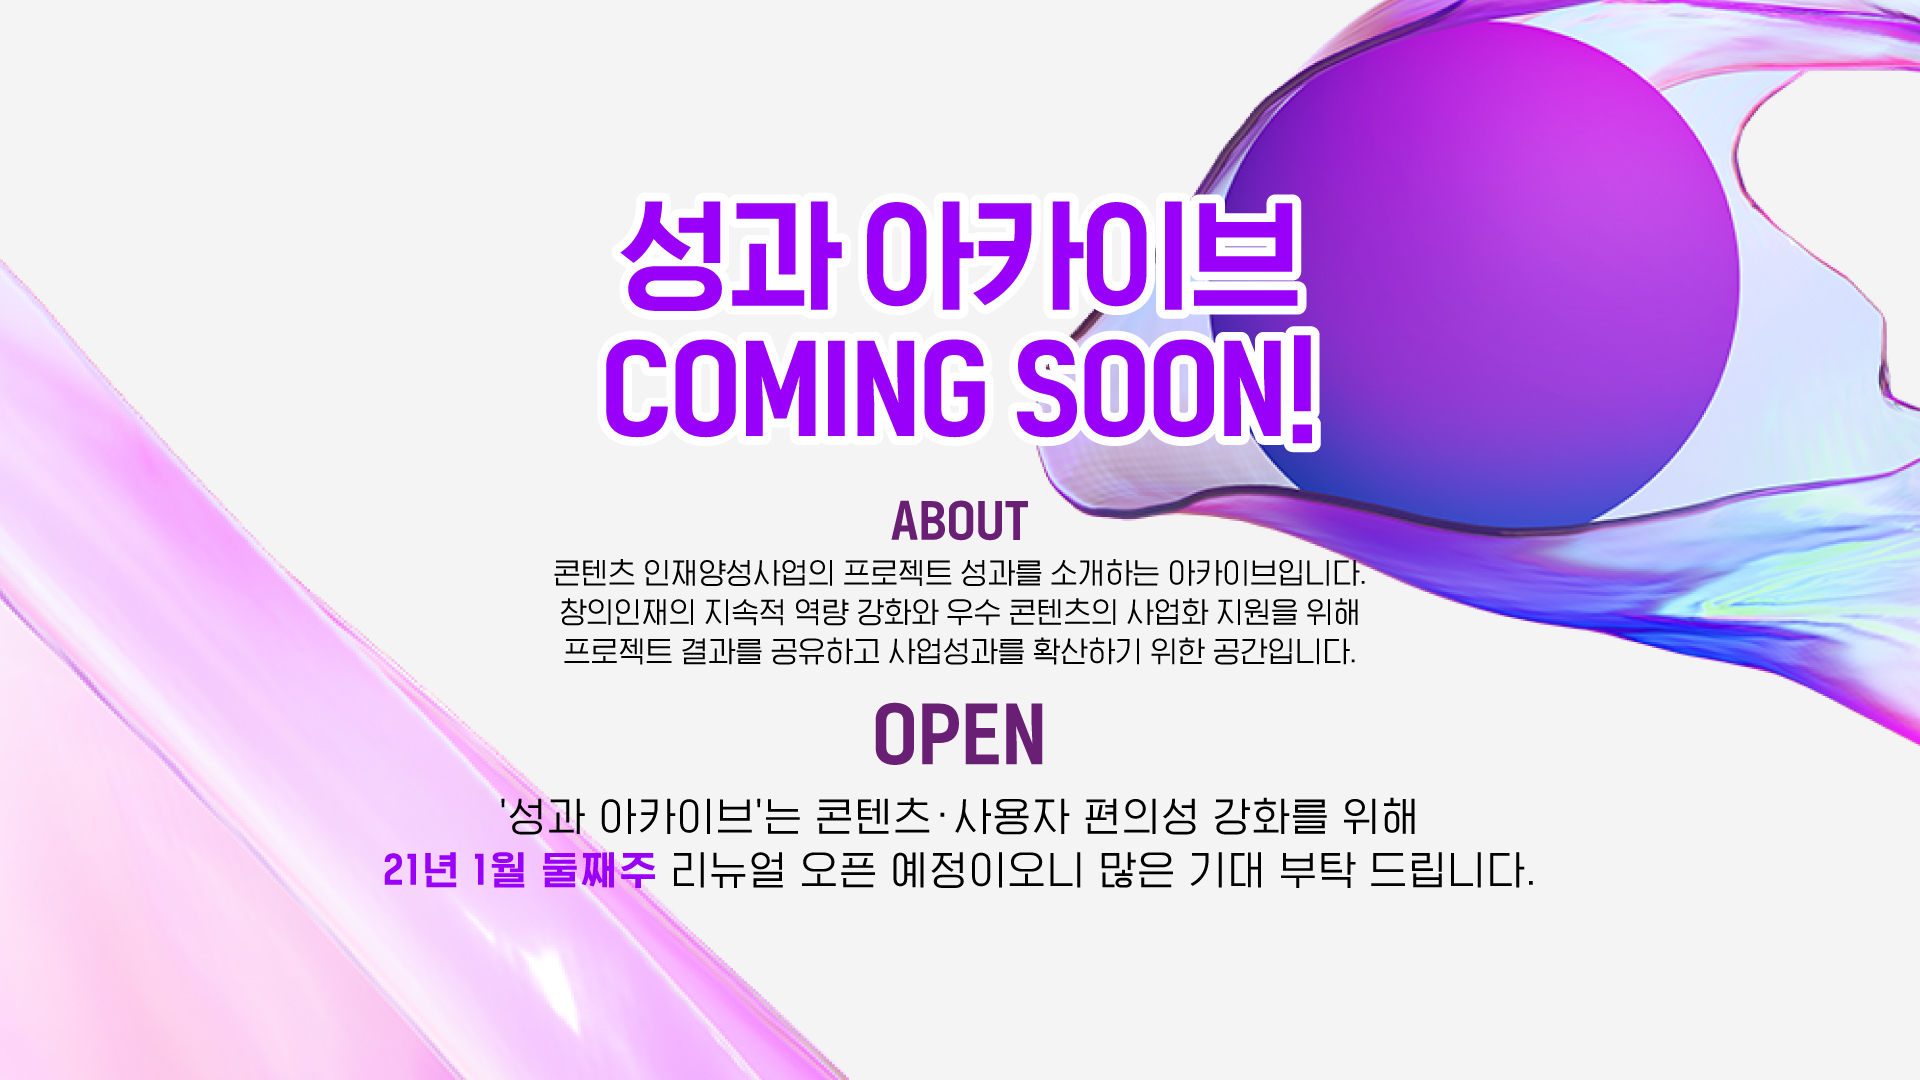 성과 아카이브
COMING SOON!
ABOUT
콘텐츠 인재양성사업의 프로젝트 성과를 소개하는 아카이브입니다.
창의인재의 지속적 역량 강화와 우수 콘텐츠의 사업화 지원을 위해
프로젝트 결과를 공유하고 사업성과를 확산하기 위한 공간입니다.
OPEN
'성과 아카이브'는 콘텐츠·사용자 편의성 강화를 위해
21년 1월 둘째주 리뉴얼 오픈 예정이오니 많은 기대 부탁 드립니다.